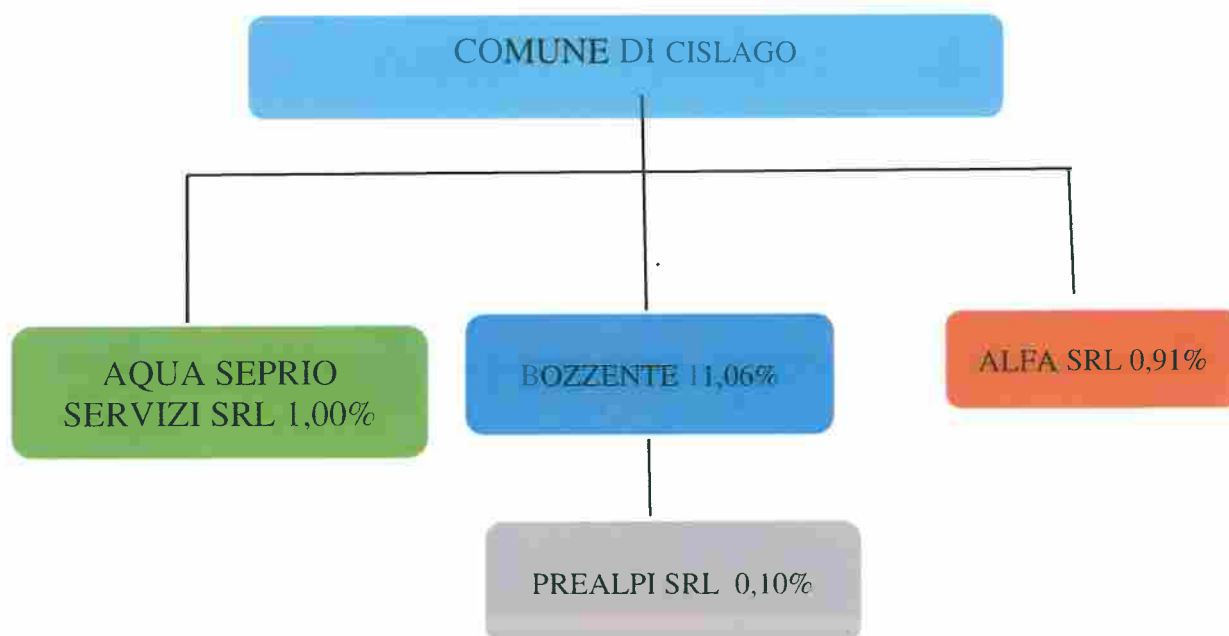 COMUNE DI CISLAGO
AQUA SEPRIO
SERVIZI SRL 1,00%
BOZZENTE 11,06%
ALFA SRL 0,91%
PREALPI SRL 0,10%